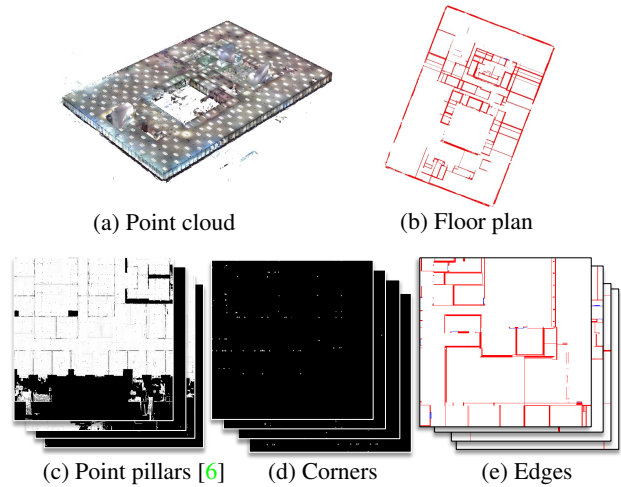 (a) Point cloud
(b) Floor plan
(c) Point pillars [6]
(d) Corners
(e) Edges